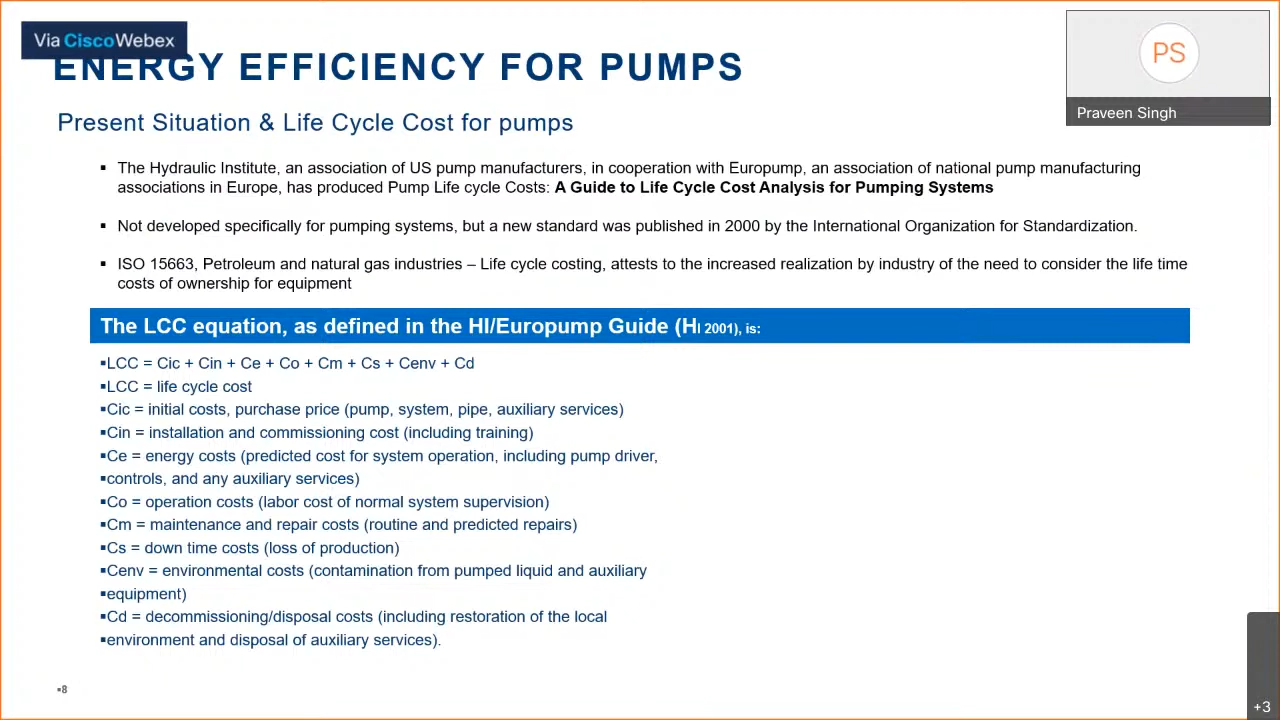 Via CiscoWebex
ENERGY EFFICIENCY FOR PUMPS
PS
Praveen Singh
Present Situation & Life Cycle Cost for pumps
▪ The Hydraulic Institute, an association of US pump manufacturers, in cooperation with Europump, an association of national pump manufacturing
associations in Europe, has produced Pump Life cycle Costs: A Guide to Life Cycle Cost Analysis for Pumping Systems
▪ Not developed specifically for pumping systems, but a new standard was published in 2000 by the International Organization for Standardization.
▪ ISO 15663, Petroleum and natural gas industries – Life cycle costing, attests to the increased realization by industry of the need to consider the life time
costs of ownership for equipment
The LCC equation, as defined in the HI/Europump Guide (HI 2001), is:
▪LCC = Cic + Cin + Ce + Co + Cm + Cs + Cenv + Cd
▪LCC = life cycle cost
▪Cic = initial costs, purchase price (pump, system, pipe, auxiliary services)
▪Cin = installation and commissioning cost (including training)
▪Ce = energy costs (predicted cost for system operation, including pump driver,
▪controls, and any auxiliary services)
▪Co = operation costs (labor cost of normal system supervision)
▪Cm = maintenance and repair costs (routine and predicted repairs)
▪Cs = down time costs (loss of production)
▪Cenv = environmental costs (contamination from pumped liquid and auxiliary
▪equipment)
▪Cd = decommissioning/disposal costs (including restoration of the local
▪environment and disposal of auxiliary services).
▪8
+3